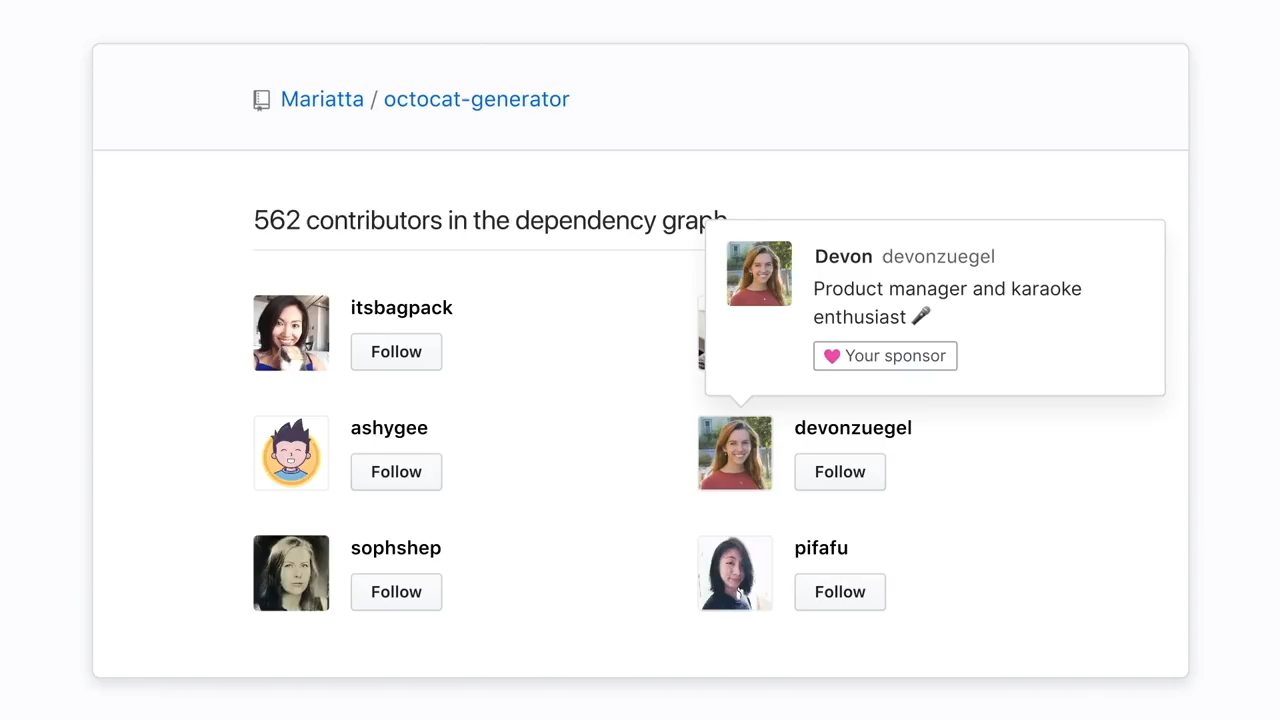 Mariatta / octocat-generator
562 contributors in the dependency graph
Devon devonzuegel
Product manager and karaoke
enthusiast 🎤
Your sponsor
itsbagpack
Follow
ashygee
Follow
devonzuegel
Follow
sophshep
Follow
pifafu
Follow